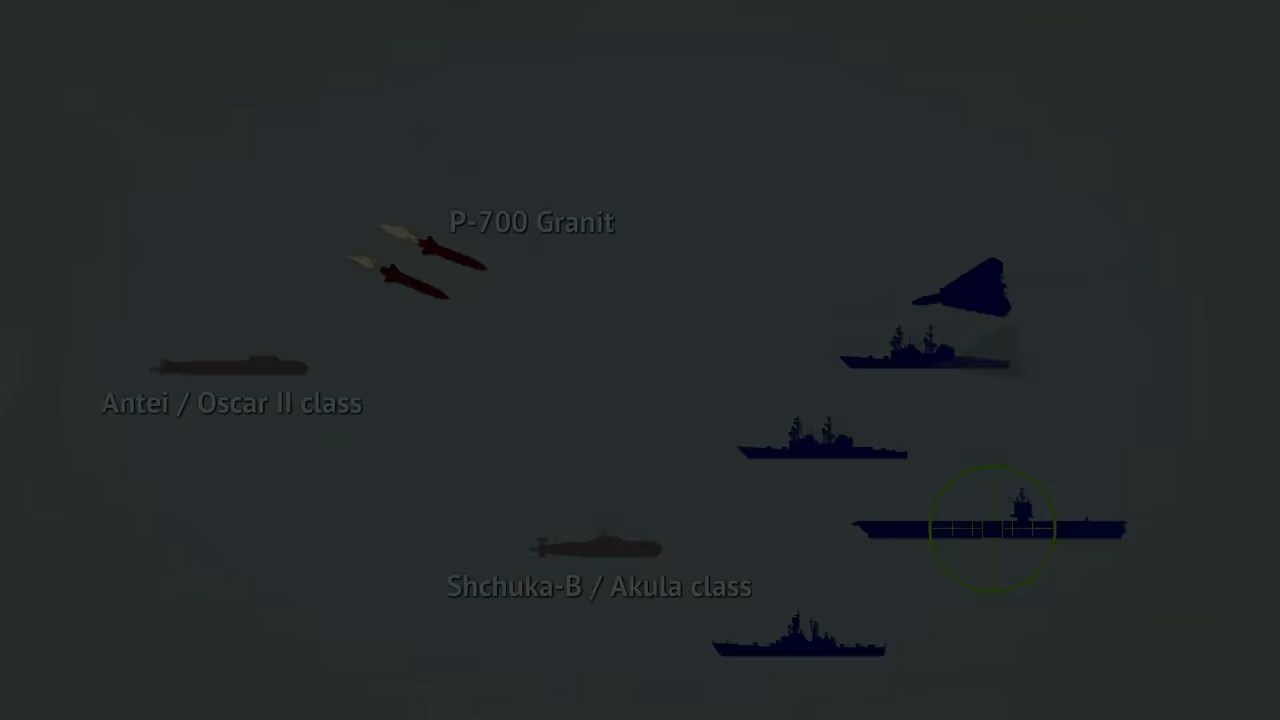 P-700 Granit
Antei / Oscar II class
Shchuka-B / Akula class